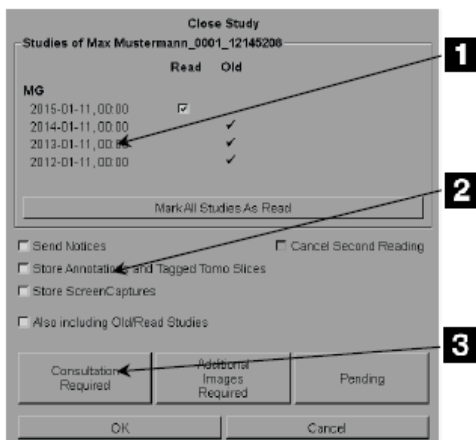 Close Study
Studies of Max Mustermann_0001_12145208
Read Old
MG
2015-01-11, 00:00
2014-01-11, 00:00
2013-01-11, 00:00
2012-01-11, 00:00
1
Mark All Studies As Read
2
Send Notices Cancel Second Reading
Store Annotations and Tagged Tomo Slices
Store ScreenCaptures
Also including Old/Read Studies
3
Consultation Required
Additional Images Required
Pending
OK Cancel